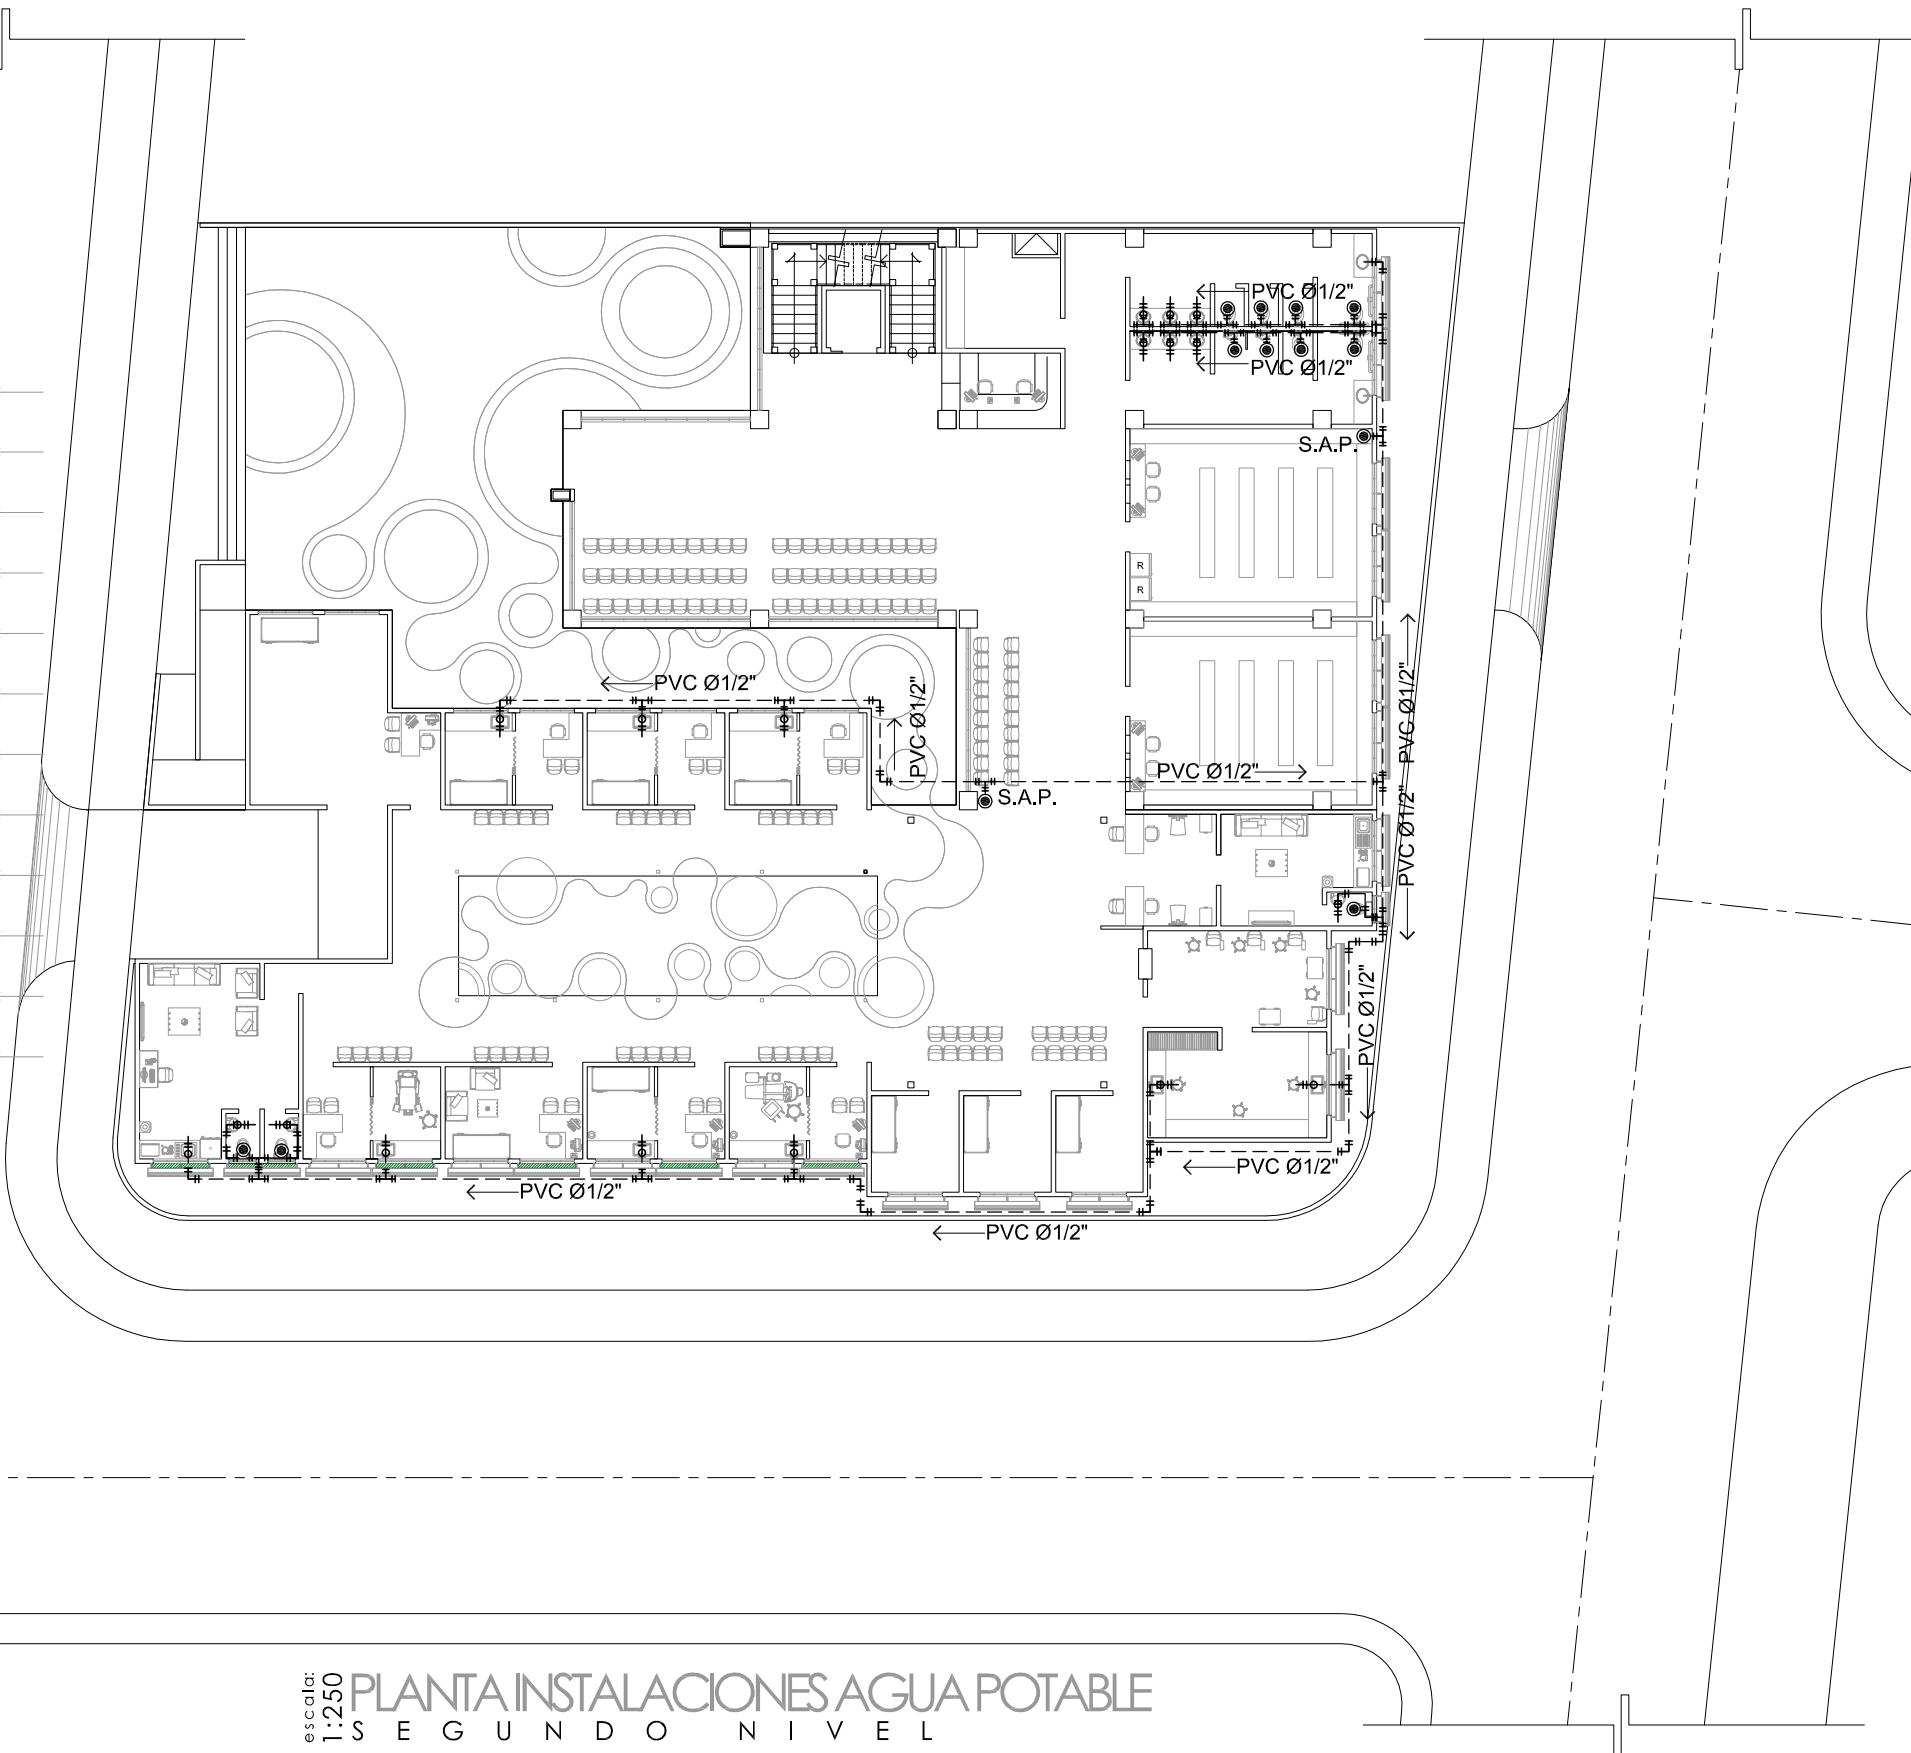 PVC Ø1/2"
PVC Ø1/2"
S.A.P.
R
R
PVC Ø1/2"
PVC Ø1/2"
PVC Ø1/2"
PVC Ø1/2"
S.A.P.
PVC Ø1/2"
PVC Ø1/2"
PVC Ø1/2"
PVC Ø1/2"
PVC Ø1/2"
escala:
1:250
PLANTA INSTALACIONES AGUA POTABLE
SEGUNDO NIVEL